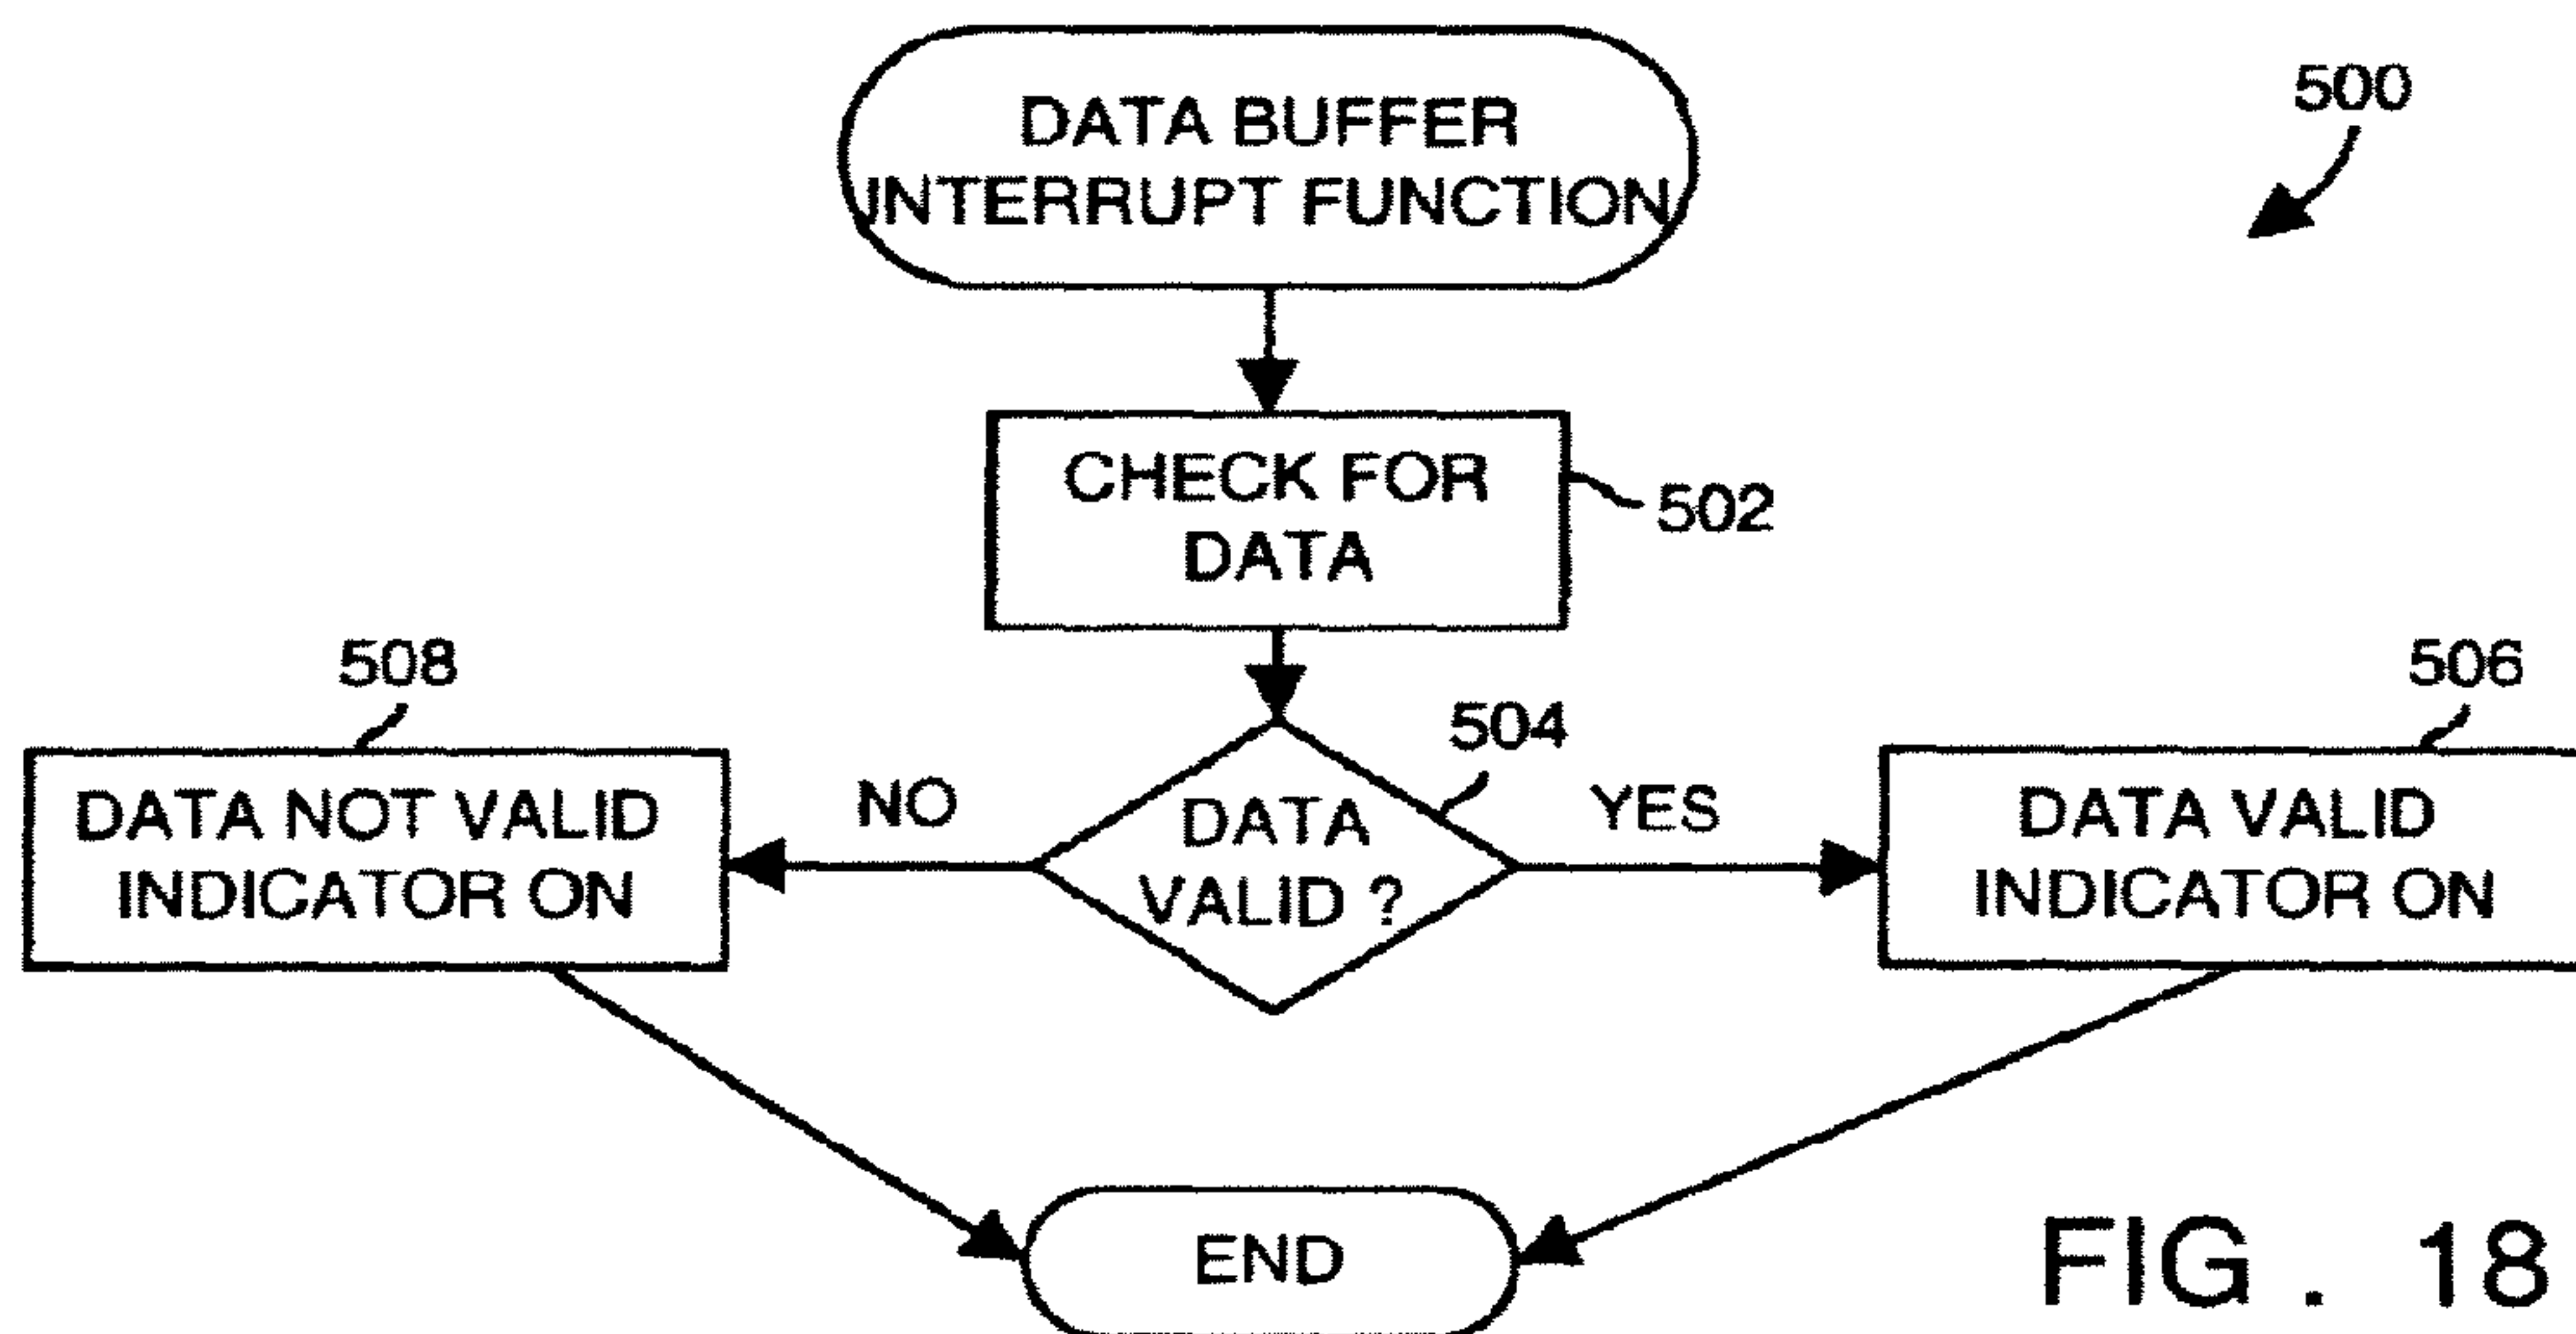 DATA BUFFER
INTERRUPT FUNCTION
500
CHECK FOR
DATA
502
508
504
506
DATA NOT VALID
INDICATOR ON
NO
DATA
VALID ?
YES
DATA VALID
INDICATOR ON
END
FIG . 18